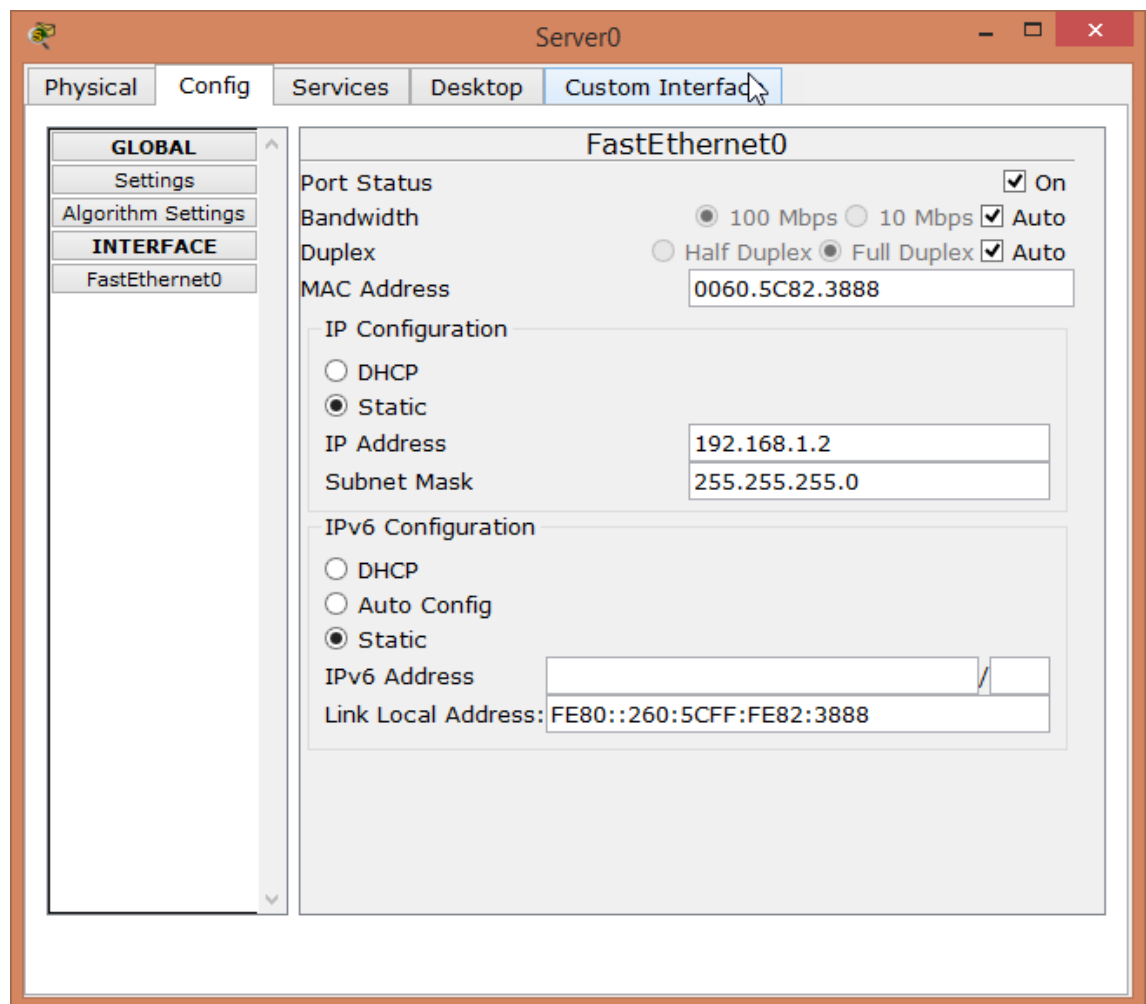 Server0
Physical Config Services Desktop Custom Interface
GLOBAL
Settings
Algorithm Settings
INTERFACE
FastEthernet0
FastEthernet0
Port Status On
Bandwidth 100 Mbps 10 Mbps Auto
Duplex Half Duplex Full Duplex Auto
MAC Address 0060.5C82.3888
IP Configuration
DHCP
Static
IP Address 192.168.1.2
Subnet Mask 255.255.255.0
IPv6 Configuration
DHCP
Auto Config
Static
IPv6 Address /
Link Local Address: FE80::260:5CFF:FE82:3888